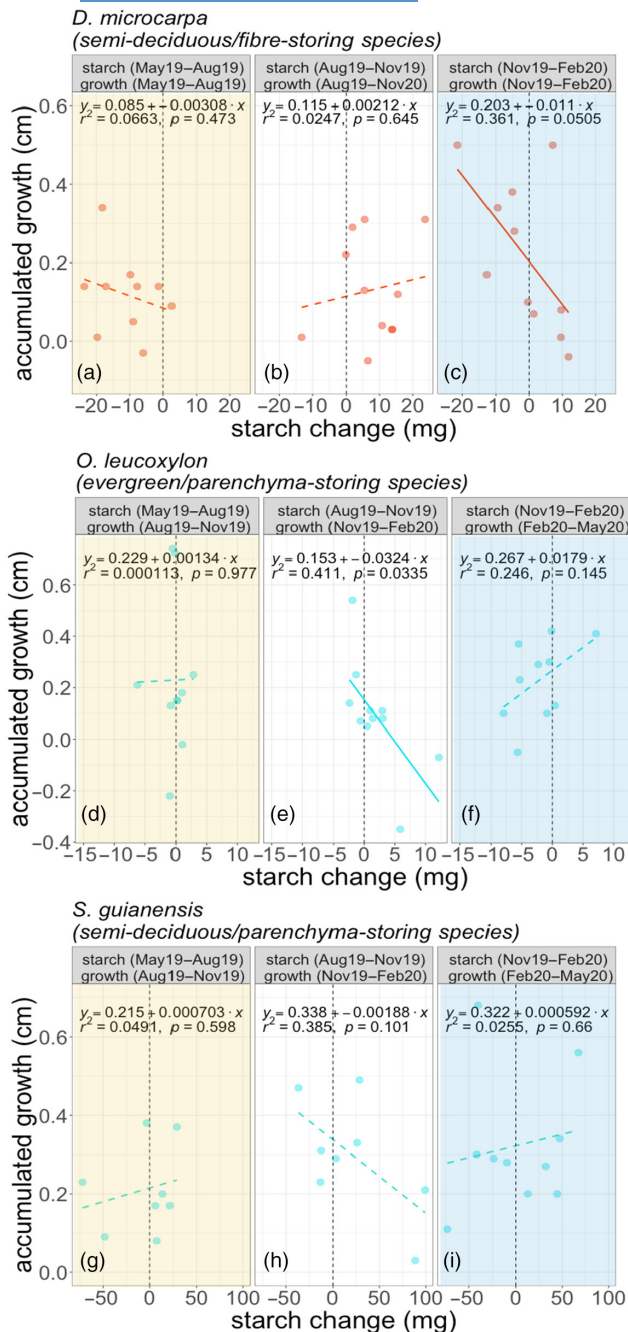 D. microcarpa
(semi-deciduous/fibre-storing species)
starch (May19–Aug19) starch (Aug19–Nov19) starch (Nov19–Feb20)
growth (May19–Aug19) growth (Aug19–Nov20) growth (Nov19–Feb20)
y = 0.085 + − 0.00308 · x y = 0.115 + 0.00212 · x y = 0.203 + − 0.011 · x
r² = 0.0663, p = 0.473 r² = 0.0247, p = 0.645 r² = 0.361, p = 0.0505
accumulated growth (cm)
0.6
0.4
0.2
0.0
(a) (b) (c)
−20 −10 0 10 20 −20 −10 0 10 20 −20 −10 0 10 20
starch change (mg)
O. leucoxylon
(evergreen/parenchyma-storing species)
starch (May19–Aug19) starch (Aug19–Nov19) starch (Nov19–Feb20)
growth (Aug19–Nov19) growth (Nov19–Feb20) growth (Feb20–May20)
y = 0.229 + 0.00134 · x y = 0.153 + − 0.0324 · x y = 0.267 + 0.0179 · x
r² = 0.000113, p = 0.977 r² = 0.411, p = 0.0335 r² = 0.246, p = 0.145
accumulated growth (cm)
0.6
0.4
0.2
0.0
−0.2
−0.4
(d) (e) (f)
−15 −10 −5 0 5 10 −15 −10 −5 0 5 10 −15 −10 −5 0 5 10
starch change (mg)
S. guianensis
(semi-deciduous/parenchyma-storing species)
starch (May19–Aug19) starch (Aug19–Nov19) starch (Nov19–Feb20)
growth (Aug19–Nov19) growth (Nov19–Feb20) growth (Feb20–May20)
y = 0.215 + 0.000703 · x y = 0.338 + − 0.00188 · x y = 0.322 + 0.000592 · x
r² = 0.0491, p = 0.598 r² = 0.385, p = 0.101 r² = 0.0255, p = 0.66
accumulated growth (cm)
0.6
0.4
0.2
0.0
(g) (h) (i)
−50 0 50 100 −50 0 50 100 −50 0 50 100
starch change (mg)